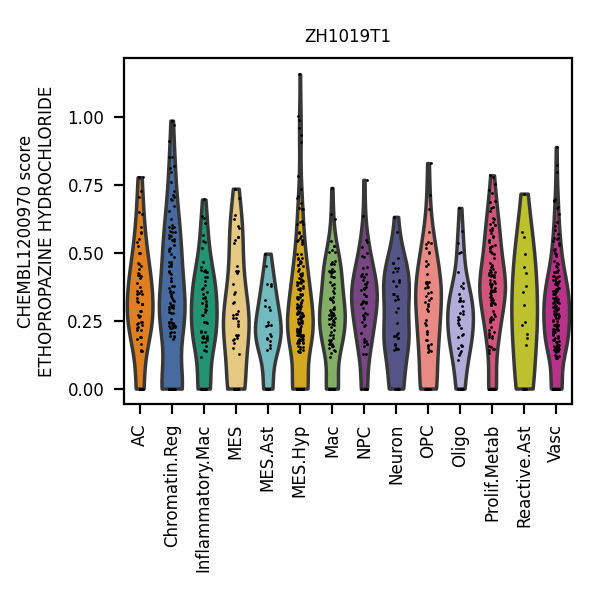 ZH1019T1
CHEMBL1200970 score
ETHOPROPAZINE HYDROCHLORIDE
1.00
0.75
0.50
0.25
0.00
AC
Chromatin.Reg
Inflammatory.Mac
MES
MES.Ast
MES.Hyp
Mac
NPC
Neuron
OPC
Oligo
Prolif.Metab
Reactive.Ast
Vasc